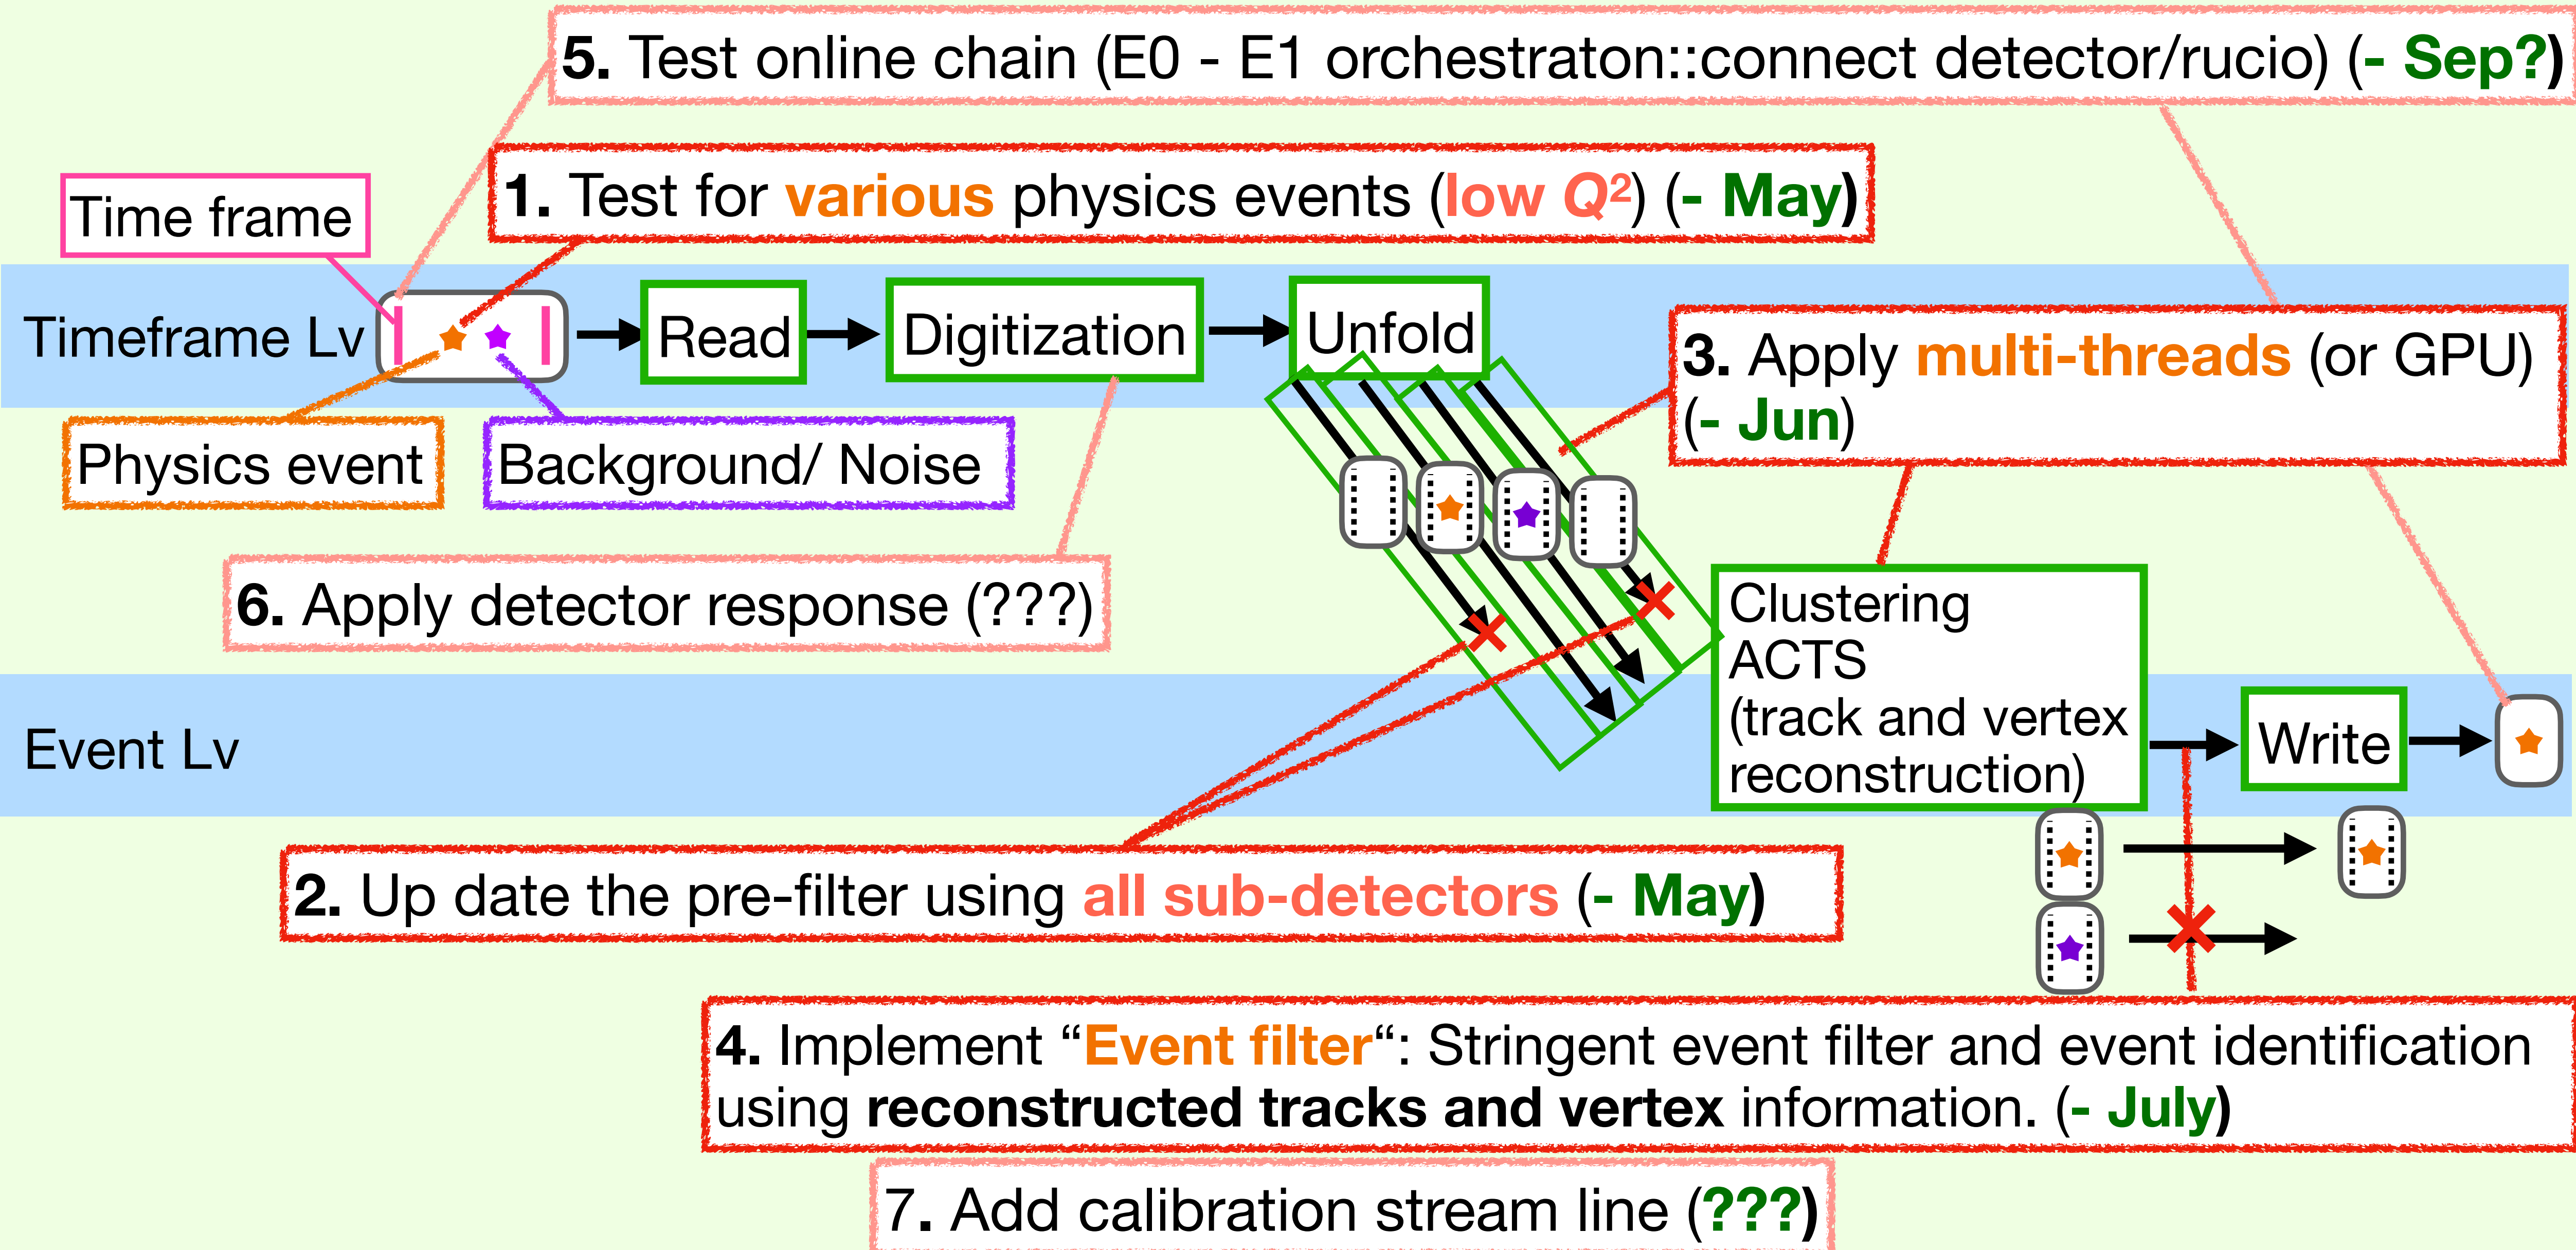 5. Test online chain (E0 - E1 orchestraton::connect detector/rucio) (- Sep?)
1. Test for various physics events (low Q²) (- May)
Time frame
Timeframe Lv
Read
Digitization
Unfold
3. Apply multi-threads (or GPU)
(- Jun)
Physics event
Background/ Noise
6. Apply detector response (???)
Clustering
ACTS
(track and vertex
reconstruction)
Event Lv
Write
2. Up date the pre-filter using all sub-detectors (- May)
4. Implement “Event filter“: Stringent event filter and event identification
using reconstructed tracks and vertex information. (- July)
7. Add calibration stream line (???)